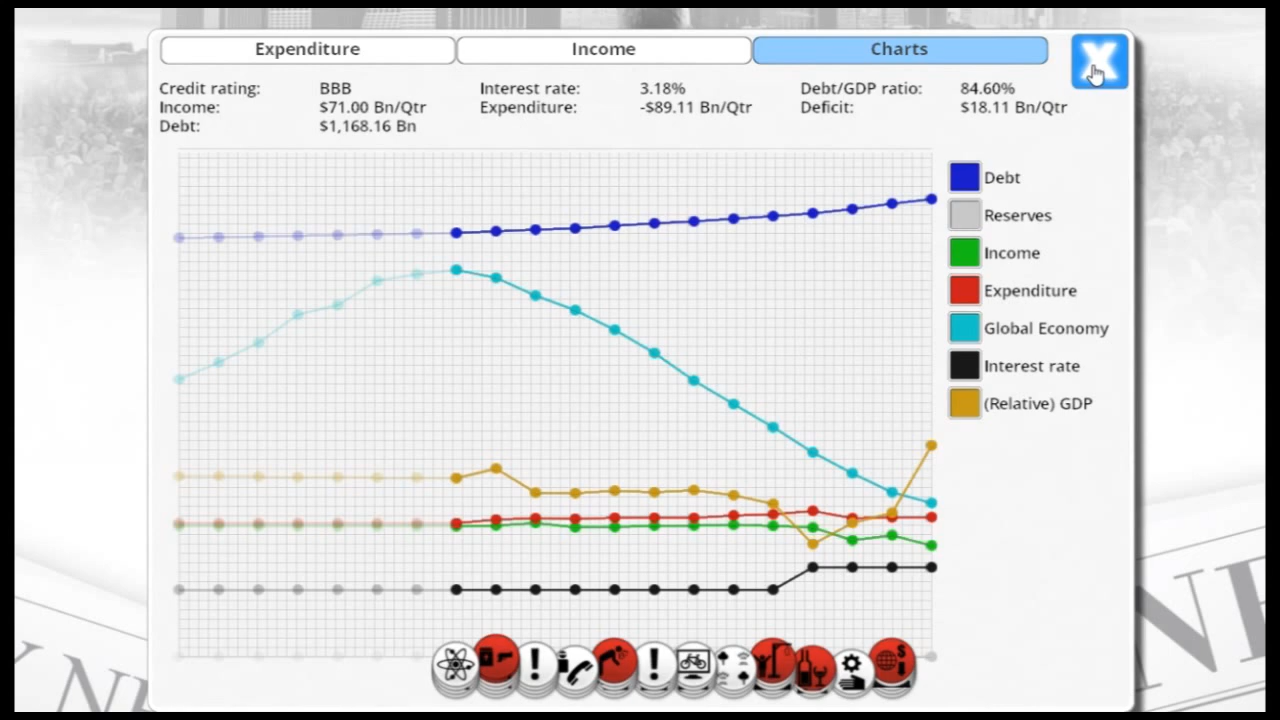 Expenditure Income Charts X
Credit rating: BBB Interest rate: 3.18% Debt/GDP ratio: 84.60%
Income: $71.00 Bn/Qtr Expenditure: -$89.11 Bn/Qtr Deficit: $18.11 Bn/Qtr
Debt: $1,168.16 Bn
Debt
Reserves
Income
Expenditure
Global Economy
Interest rate
(Relative) GDP